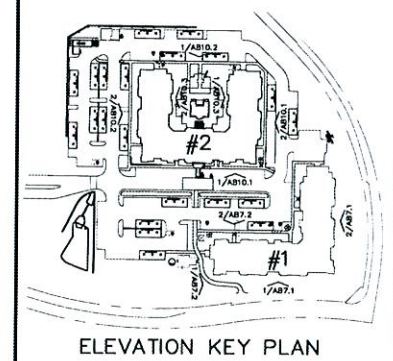 1/AB10.2
2/AB10.2
1/AB10.3
2/AB10.1
#2
1/AB10.1
2/AB7.2
2/AB7.1
#1
1/AB7.2
1/AB7.1
ELEVATION KEY PLAN